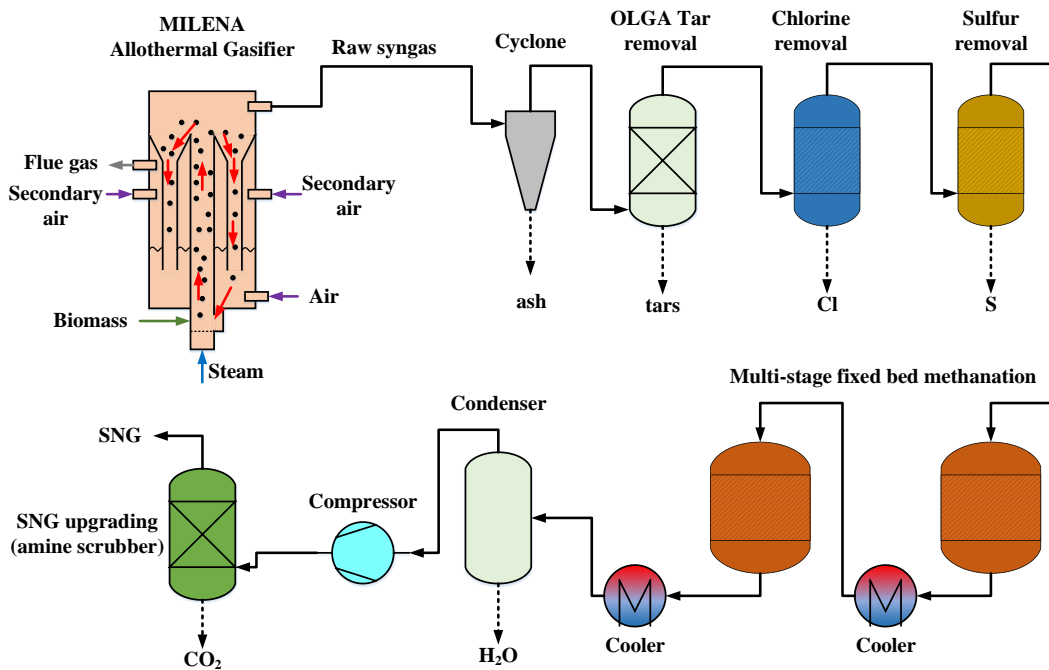 MILENA
Allothermal Gasifier
Raw syngas
Cyclone
OLGA Tar
removal
Chlorine
removal
Sulfur
removal
Flue gas
Secondary
air
Secondary
air
Air
Biomass
Steam
ash
tars
Cl
S
Multi-stage fixed bed methanation
Condenser
SNG
Compressor
SNG upgrading
(amine scrubber)
Cooler
Cooler
CO₂
H₂O